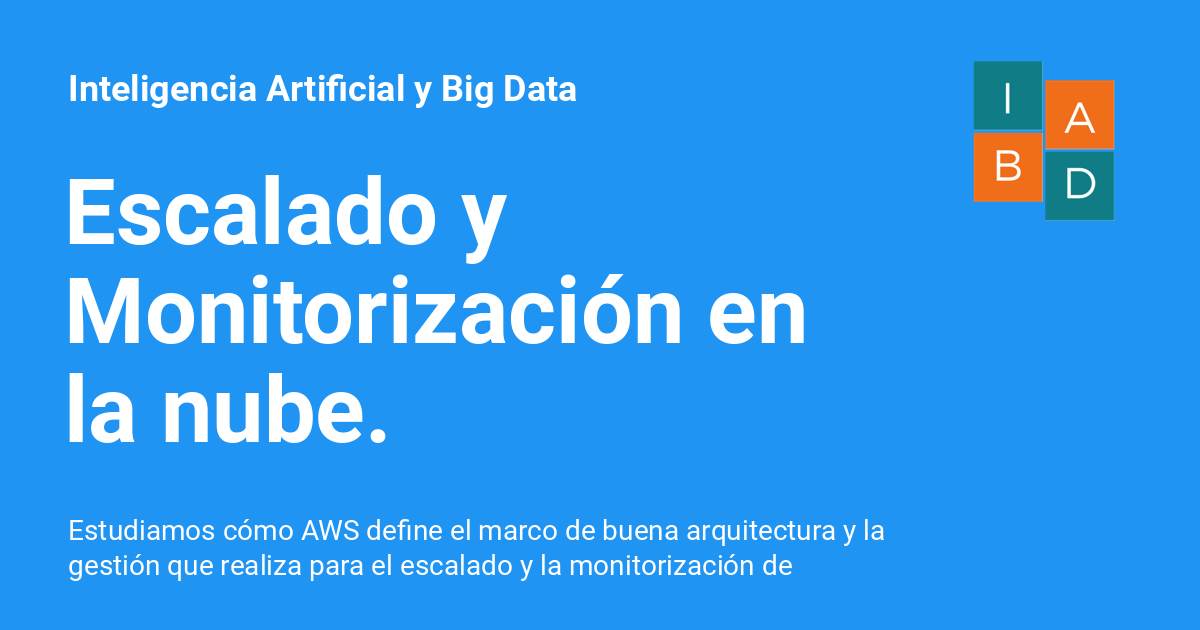 Inteligencia Artificial y Big Data
I
A
B
D
Escalado y
Monitorización en
la nube.
Estudiamos cómo AWS define el marco de buena arquitectura y la
gestión que realiza para el escalado y la monitorización de